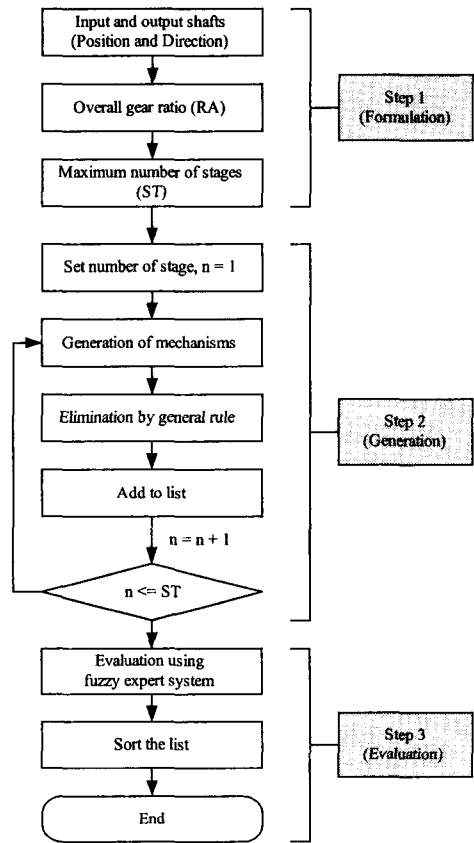 Input and output shafts
(Position and Direction)
Overall gear ratio (RA)
Maximum number of stages
(ST)
Step 1
(Formulation)
Set number of stage, n = 1
Generation of mechanisms
Elimination by general rule
Add to list
n = n + 1
n <= ST
Step 2
(Generation)
Evaluation using
fuzzy expert system
Sort the list
End
Step 3
(Evaluation)